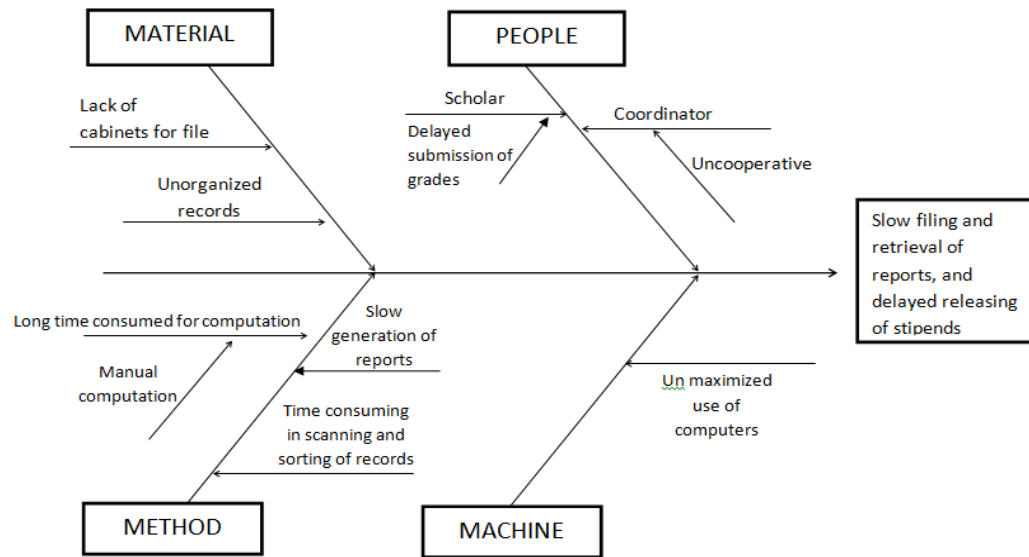 MATERIAL
PEOPLE
Lack of
cabinets for file
Unorganized
records
Scholar
Delayed
submission of
grades
Coordinator
Uncooperative
Slow filing and
retrieval of
reports, and
delayed releasing
of stipends
Long time consumed for computation
Manual
computation
Slow
generation of
reports
Time consuming
in scanning and
sorting of records
Un maximized
use of
computers
METHOD
MACHINE